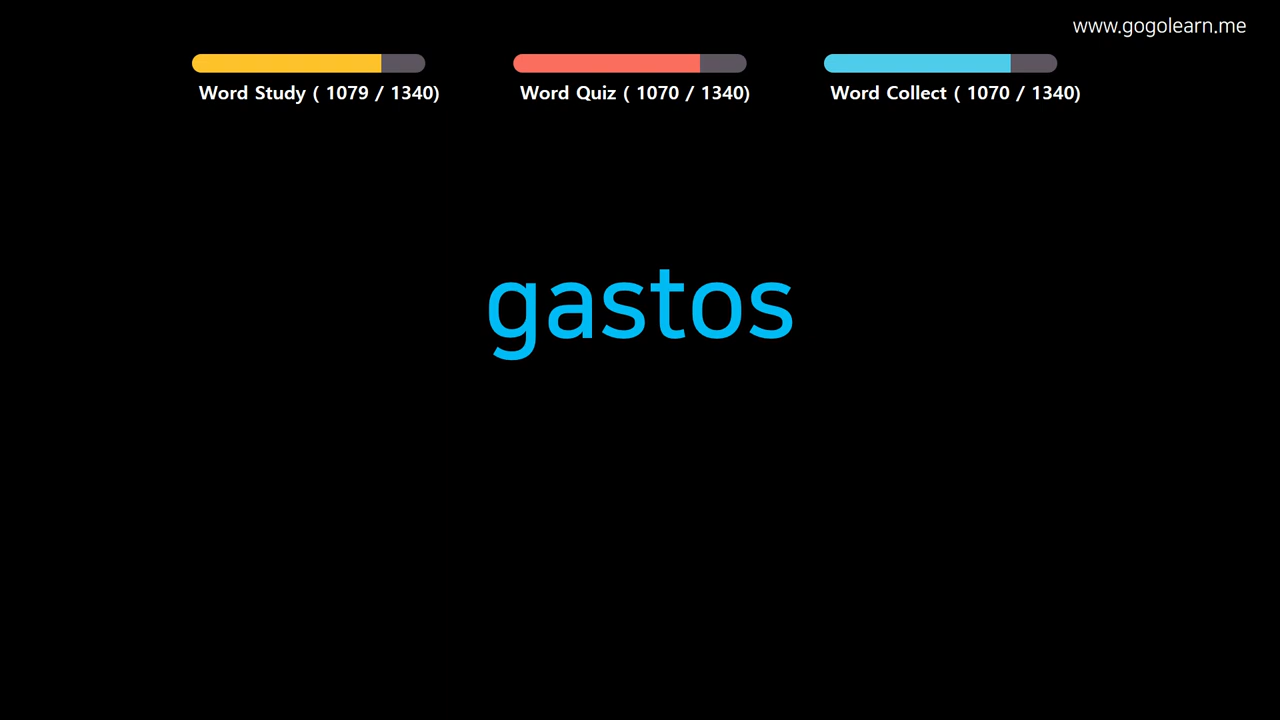 www.gogolearn.me
Word Study ( 1079 / 1340)
Word Quiz ( 1070 / 1340)
Word Collect ( 1070 / 1340)
gastos